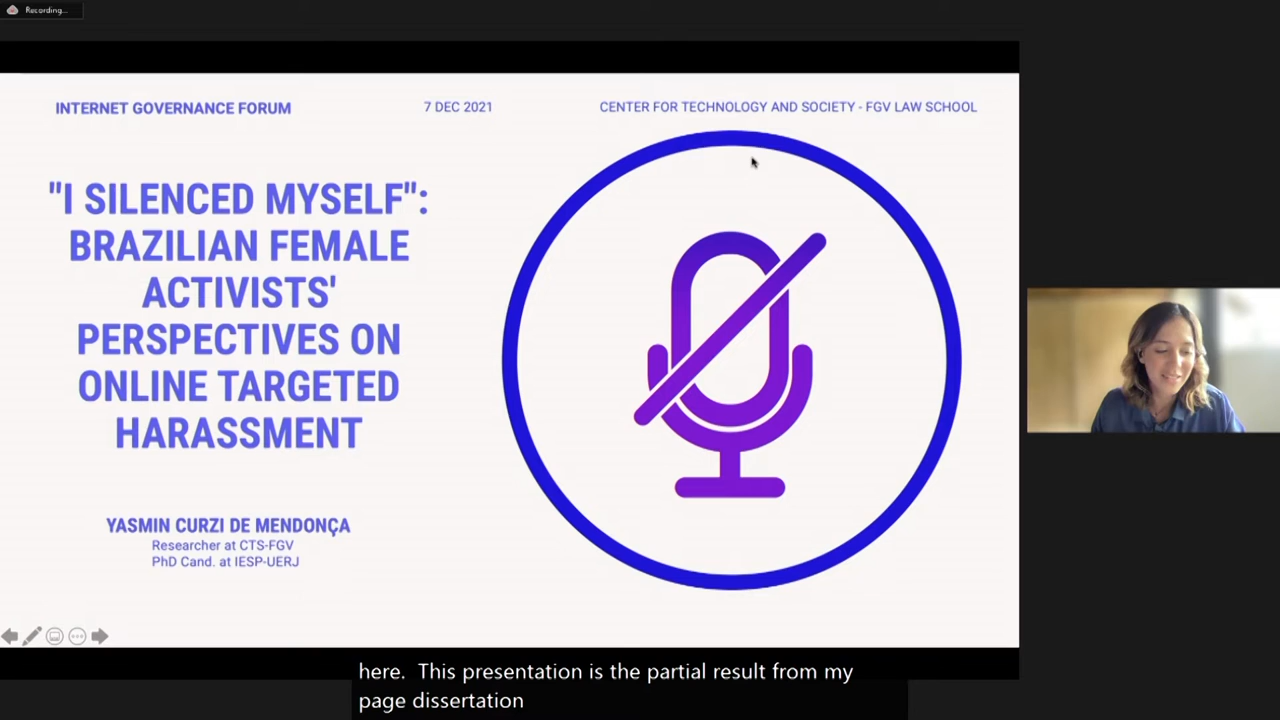 Recording...
INTERNET GOVERNANCE FORUM
7 DEC 2021
CENTER FOR TECHNOLOGY AND SOCIETY - FGV LAW SCHOOL
"I SILENCED MYSELF":
BRAZILIAN FEMALE
ACTIVISTS'
PERSPECTIVES ON
ONLINE TARGETED
HARASSMENT
YASMIN CURZI DE MENDONÇA
Researcher at CTS-FGV
PhD Cand. at IESP-UERJ
here. This presentation is the partial result from my
page dissertation